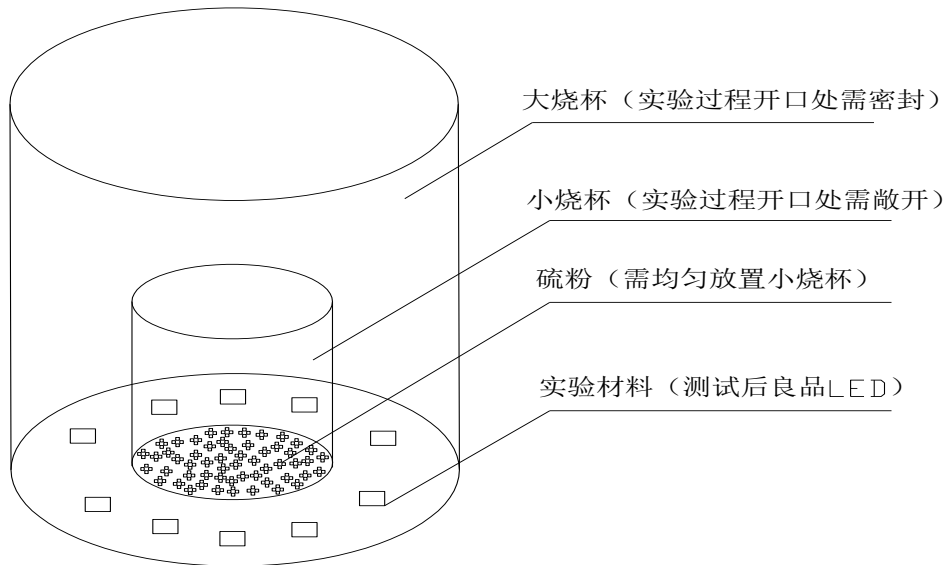 大烧杯（实验过程开口处需密封）
小烧杯（实验过程开口处需敞开）
硫粉（需均匀放置小烧杯）
实验材料（测试后良品LED）